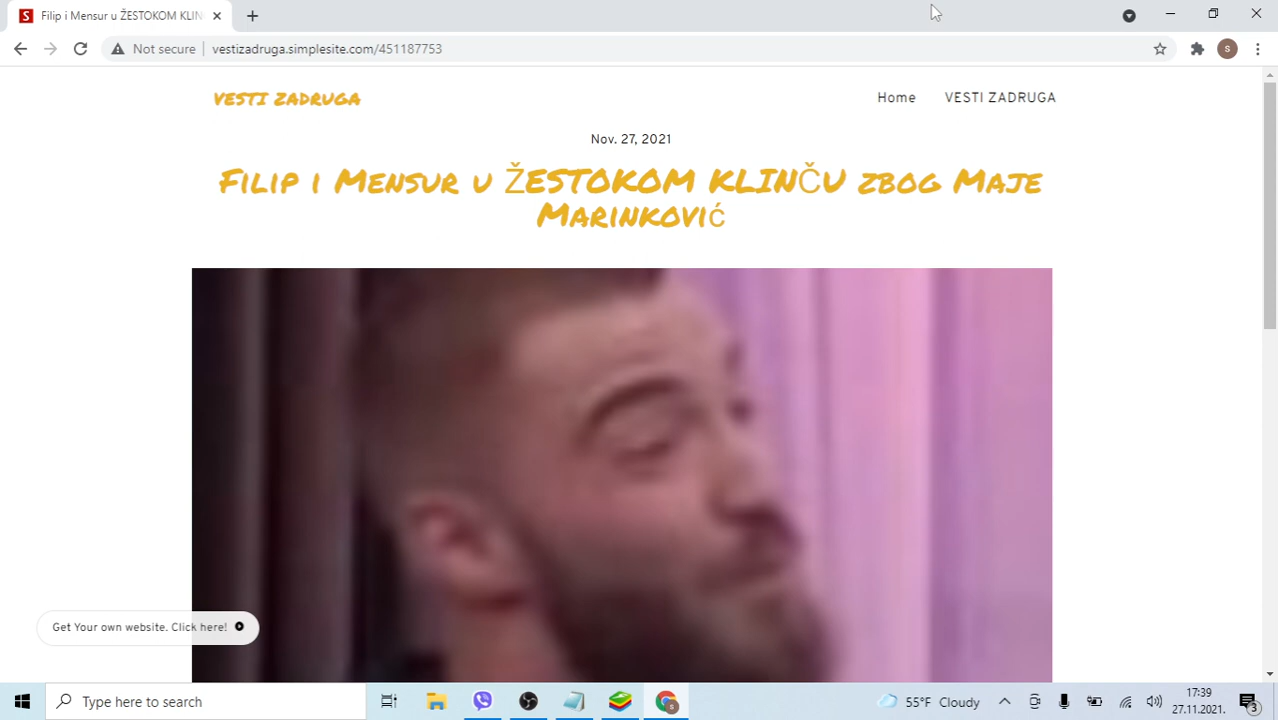 Filip i Mensur u ŽESTOKOM KLIN
Not secure
vestizadruga.simplesite.com/451187753
S
VESTI ZADRUGA
Home
VESTI ZADRUGA
Nov. 27, 2021
Filip i Mensur u ŽESTOKOM KLINČU zbog Maje
Marinković
Get Your own website. Click here!
Type here to search
55°F Cloudy
17:39
27.11.2021.
3